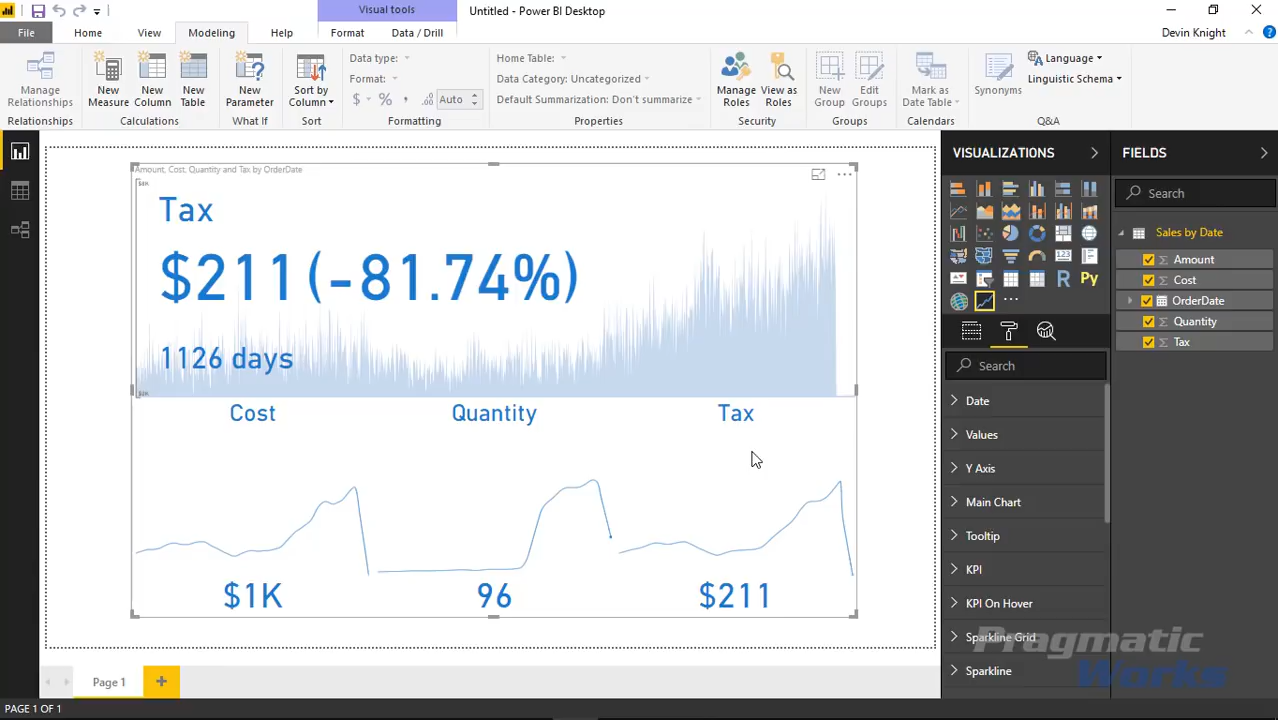 Visual tools
Untitled - Power BI Desktop
File
Home
View
Modeling
Help
Format
Data / Drill
Devin Knight
Manage
Relationships
Relationships
New
Measure
New
Column
New
Table
Calculations
New
Parameter
What If
Sort by
Column
Sort
Data type:
Format:
$ % , .00 Auto
Formatting
Home Table:
Data Category: Uncategorized
Default Summarization: Don't summarize
Properties
Manage
Roles
View as
Roles
Security
New
Group
Edit
Groups
Groups
Mark as
Date Table
Calendars
Synonyms
Language
Linguistic Schema
Q&A
Amount, Cost, Quantity and Tax by OrderDate
Tax
$211(-81.74%)
1126 days
Cost
Quantity
Tax
$1K
96
$211
VISUALIZATIONS
R
Py
Search
Date
Values
Y Axis
Main Chart
Tooltip
KPI
KPI On Hover
Sparkline Grid
Sparkline
FIELDS
Search
Sales by Date
Amount
Cost
OrderDate
Quantity
Tax
Pragmatic
Works
Page 1
PAGE 1 OF 1